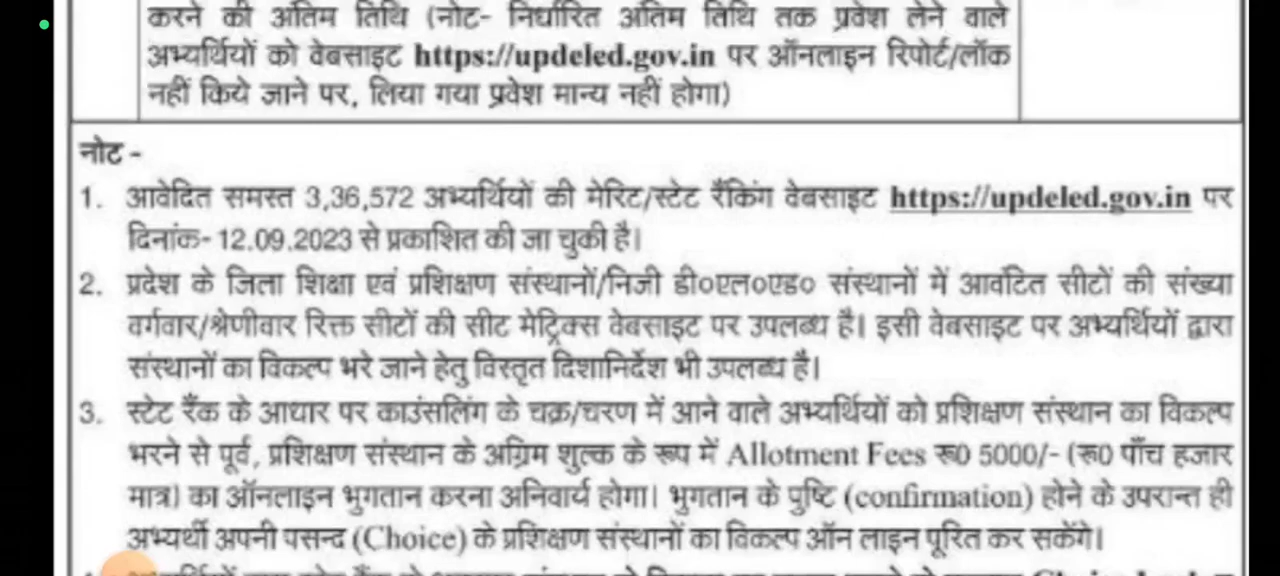 करने की अंतिम तिथि (नोट- निर्धारित अंतिम तिथि तक प्रवेश लेने वाले
अभ्यर्थियों को वेबसाइट https://updeled.gov.in पर ऑनलाइन रिपोर्ट/लॉक
नहीं किये जाने पर, लिया गया प्रवेश मान्य नहीं होगा)
नोट -
1. आवेदित समस्त 3,36,572 अभ्यर्थियों की मेरिट/स्टेट रैंकिंग वेबसाइट https://updeled.gov.in पर
दिनांक- 12.09.2023 से प्रकाशित की जा चुकी है।
2. प्रदेश के जिला शिक्षा एवं प्रशिक्षण संस्थानों/निजी डी०एल०एड० संस्थानों में आवंटित सीटों की संख्या
वर्गवार/श्रेणीवार रिक्त सीटों की सीट मेट्रिक्स वेबसाइट पर उपलब्ध है। इसी वेबसाइट पर अभ्यर्थियों द्वारा
संस्थानों का विकल्प भरे जाने हेतु विस्तृत दिशानिर्देश भी उपलब्ध है।
3. स्टेट रैंक के आधार पर काउंसलिंग के चक्र/चरण में आने वाले अभ्यर्थियों को प्रशिक्षण संस्थान का विकल्प
भरने से पूर्व, प्रशिक्षण संस्थान के अग्रिम शुल्क के रूप में Allotment Fees रू0 5000/- (रू0 पाँच हजार
मात्र) का ऑनलाइन भुगतान करना अनिवार्य होगा। भुगतान के पुष्टि (confirmation) होने के उपरान्त ही
अभ्यर्थी अपनी पसन्द (Choice) के प्रशिक्षण संस्थानों का विकल्प ऑन लाइन पूरित कर सकेंगे।